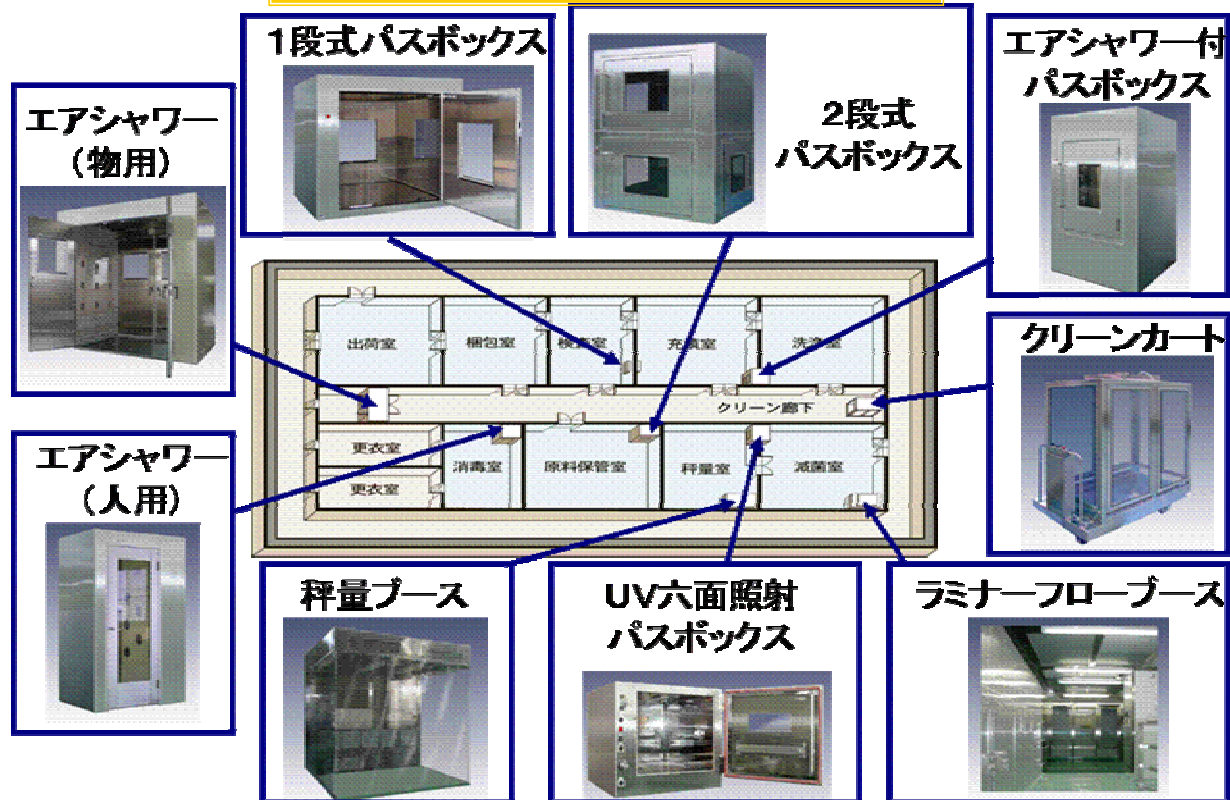 1段式パスボックス
2段式
パスボックス
エアシャワー付
パスボックス
エアシャワー
(物用)
クリーンカート
出荷室
梱包室
検査室
充填室
洗浄室
クリーン廊下
更衣室
更衣室
消毒室
原料保管室
秤量室
滅菌室
エアシャワー
(人用)
秤量ブース
UV六面照射
パスボックス
ラミナーフローブース